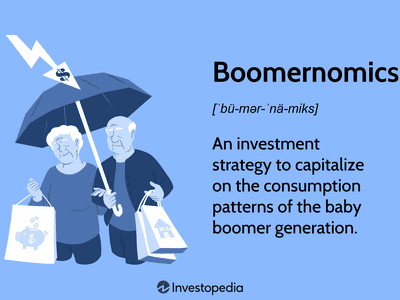 $
Boomernomics
[ˈbü-mər-ˈnä-miks]
An investment
strategy to capitalize
on the consumption
patterns of the baby
boomer generation.
$
Investopedia